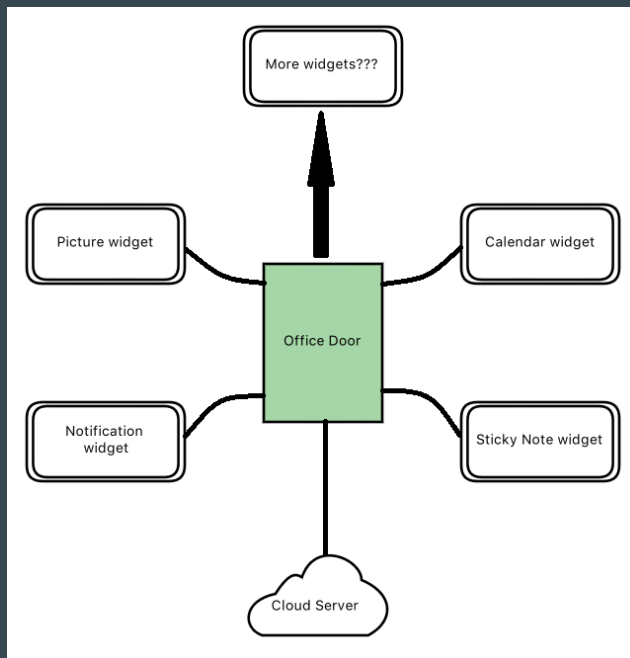 More widgets???
Picture widget
Calendar widget
Office Door
Notification
widget
Sticky Note widget
Cloud Server